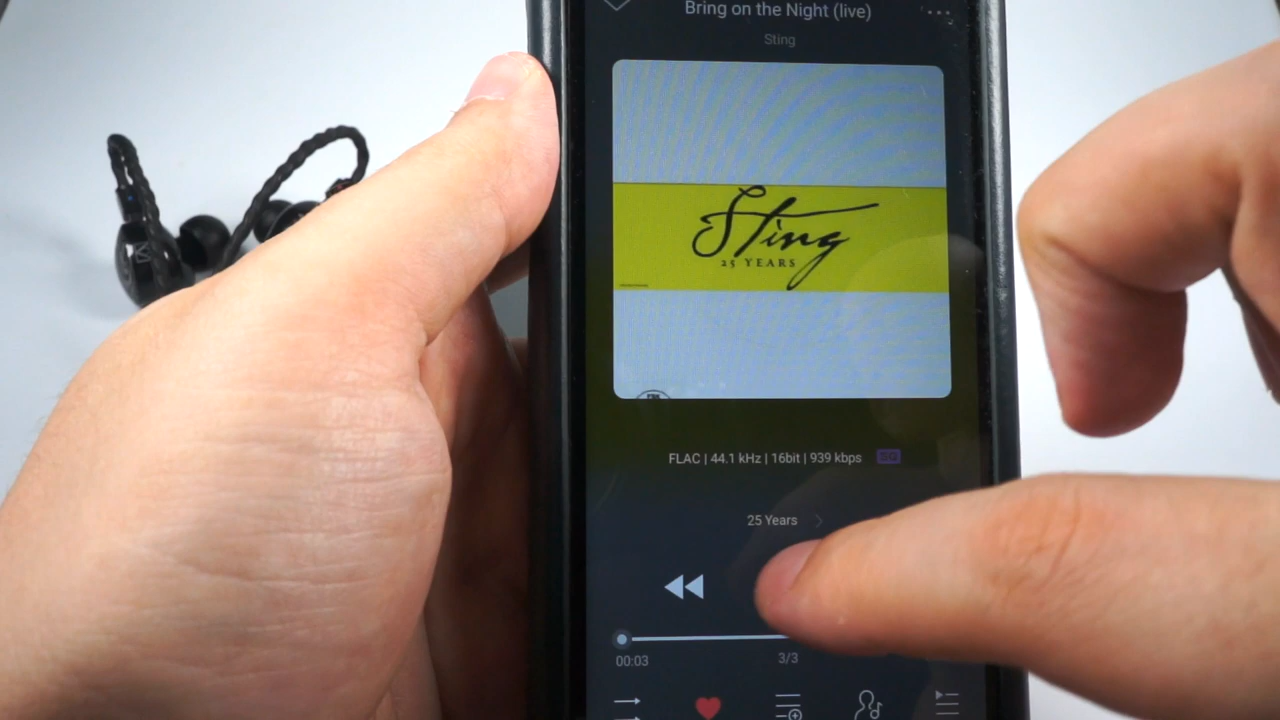 Bring on the Night (live)
Sting
Sting
25 YEARS
FLAC | 44.1 kHz | 16bit | 939 kbps SQ
25 Years
00:03
3/3